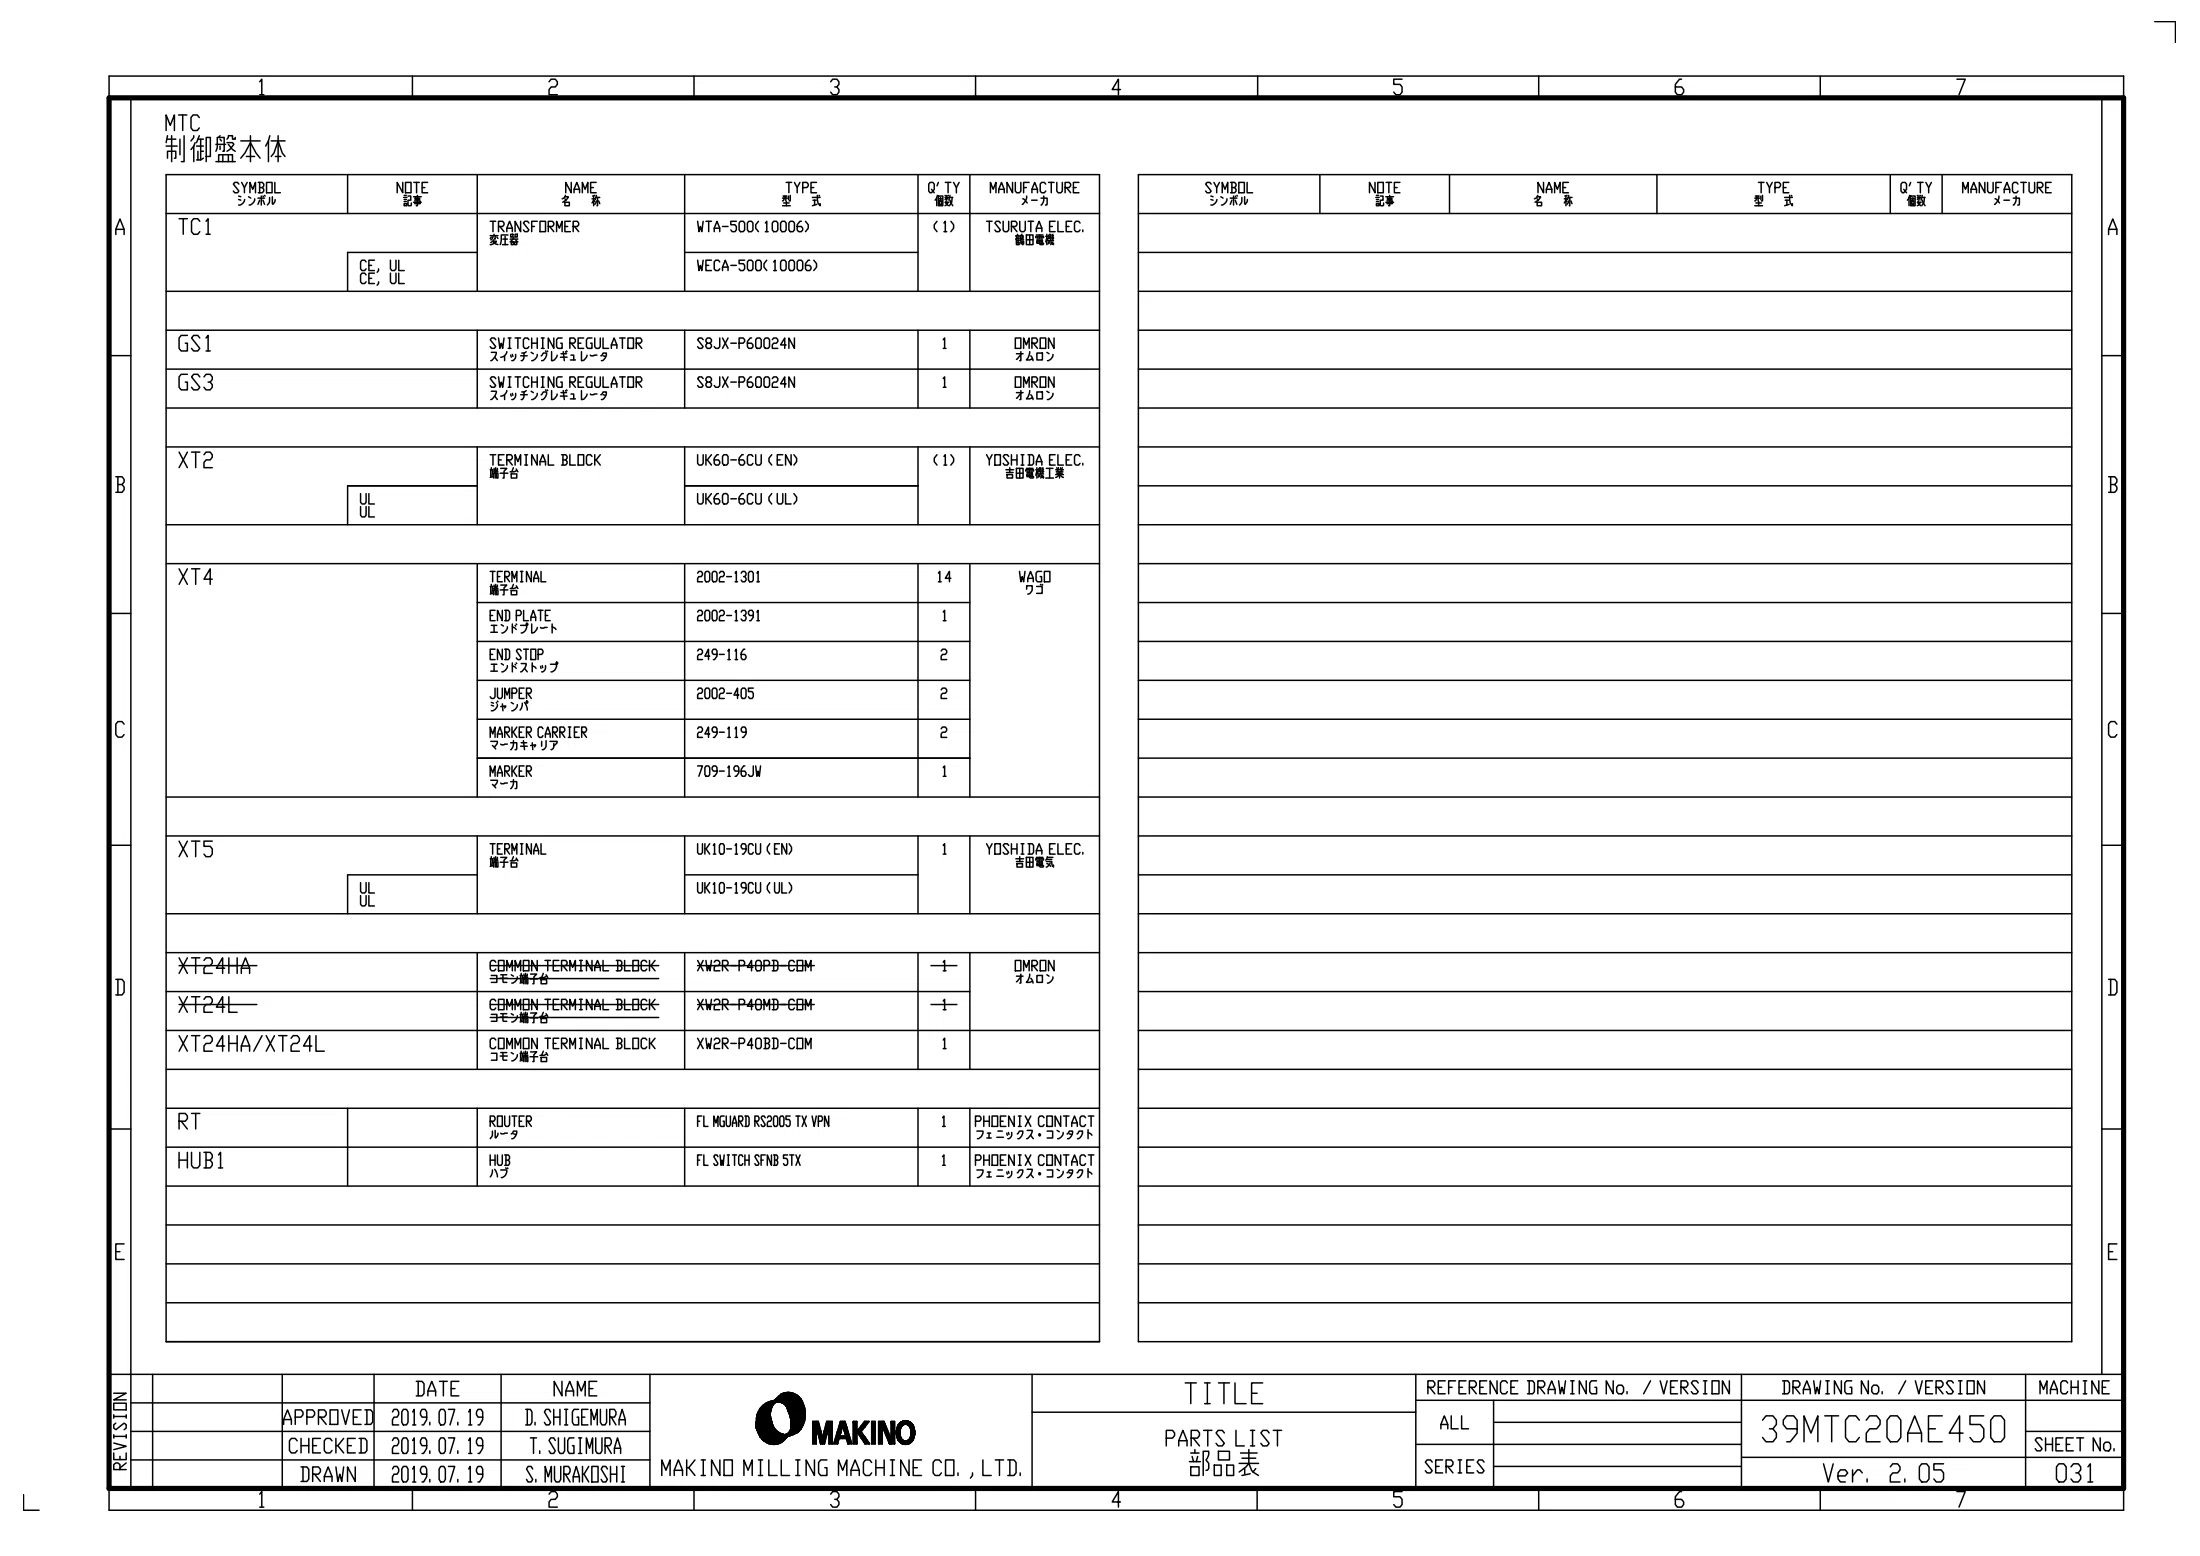 1 2 3 4 5 6 7
MTC
制御盤本体
SYMBOL NOTE NAME TYPE Q'TY MANUFACTURE
シンボル 記事 名 称 型 式 個数 メーカ
A TC1 TRANSFORMER WTA-500(10006) (1) TSURUTA ELEC.
変圧器 鶴田電機
CE, UL WECA-500(10006)
CE, UL
GS1 SWITCHING REGULATOR S8JX-P60024N 1 OMRON
スイッチングレギュレータ オムロン
GS3 SWITCHING REGULATOR S8JX-P60024N 1 OMRON
スイッチングレギュレータ オムロン
XT2 TERMINAL BLOCK UK60-6CU(EN) (1) YOSHIDA ELEC.
端子台 吉田電機工業
B UL UK60-6CU(UL)
UL
XT4 TERMINAL 2002-1301 14 WAGO
端子台 ワゴ
END PLATE 2002-1391 1
エンドプレート
END STOP 249-116 2
エンドストップ
JUMPER 2002-405 2
ジャンパ
C MARKER CARRIER 249-119 2
マーカキャリア
MARKER 709-196JW 1
マーカ
XT5 TERMINAL UK10-19CU(EN) 1 YOSHIDA ELEC.
端子台 吉田電気
UL UK10-19CU(UL)
UL
XT24HA COMMON TERMINAL BLOCK XW2R-P40PD-COM 1 OMRON
コモン端子台 オムロン
D XT24L COMMON TERMINAL BLOCK XW2R-P40MD-COM 1
コモン端子台
XT24HA/XT24L COMMON TERMINAL BLOCK XW2R-P40BD-COM 1
コモン端子台
RT ROUTER FL MGUARD RS2005 TX VPN 1 PHOENIX CONTACT
ルータ フェニックス・コンタクト
HUB1 HUB FL SWITCH SFNB 5TX 1 PHOENIX CONTACT
ハブ フェニックス・コンタクト
E
SYMBOL NOTE NAME TYPE Q'TY MANUFACTURE
シンボル 記事 名 称 型 式 個数 メーカ
A
B
C
D
E
REVISION
DATE NAME
APPROVED 2019.07.19 D. SHIGEMURA
CHECKED 2019.07.19 T. SUGIMURA
DRAWN 2019.07.19 S. MURAKOSHI
MAKINO
MAKINO MILLING MACHINE CO.,LTD.
TITLE
PARTS LIST
部品表
REFERENCE DRAWING No. / VERSION
ALL
SERIES
DRAWING No. / VERSION
39MTC20AE450
Ver. 2.05
MACHINE
SHEET No.
031
1 2 3 4 5 6 7